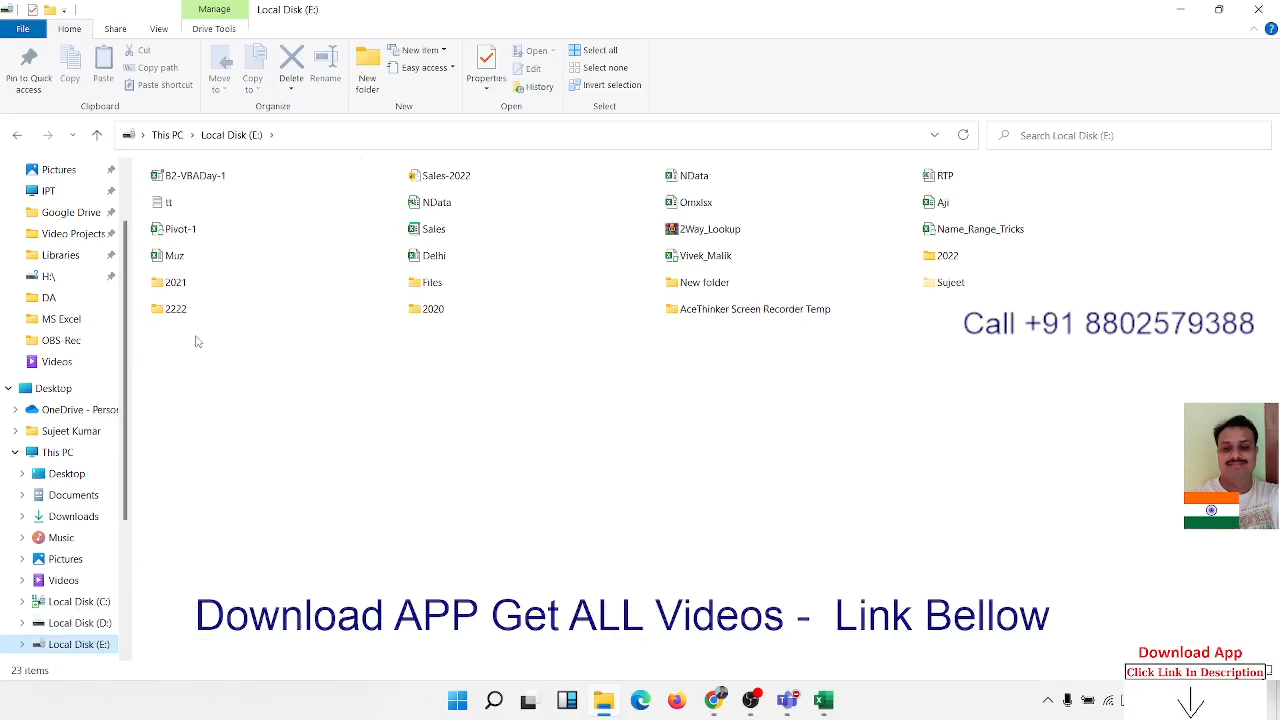 Manage
Local Disk (E:)
File
Home
Share
View
Drive Tools
Pin to Quick access
Copy
Paste
Cut
Copy path
Paste shortcut
Clipboard
Move to
Copy to
Delete
Rename
Organize
New folder
New item
Easy access
New
Properties
Open
Edit
History
Open
Select all
Select none
Invert selection
Select
This PC
Local Disk (E:)
Search Local Disk (E:)
Pictures
IPT
Google Drive
Video Projects
Libraries
H:\
DA
MS Excel
OBS-Rec
Videos
Desktop
OneDrive - Person
Sujeet Kumar
This PC
Desktop
Documents
Downloads
Music
Pictures
Videos
Local Disk (C:)
Local Disk (D:)
Local Disk (E:)
B2-VBADay-1
Sales-2022
NData
RTP
tt
NData
Omxlsx
Aji
Pivot-1
Sales
2Way_Lookup
Name_Range_Tricks
Muz
Delhi
Vivek_Malik
2022
2021
Files
New folder
Sujeet
2222
2020
AceThinker Screen Recorder Temp
Call +91 8802579388
Download APP Get ALL Videos - Link Bellow
23 items
Download App
Click Link In Description